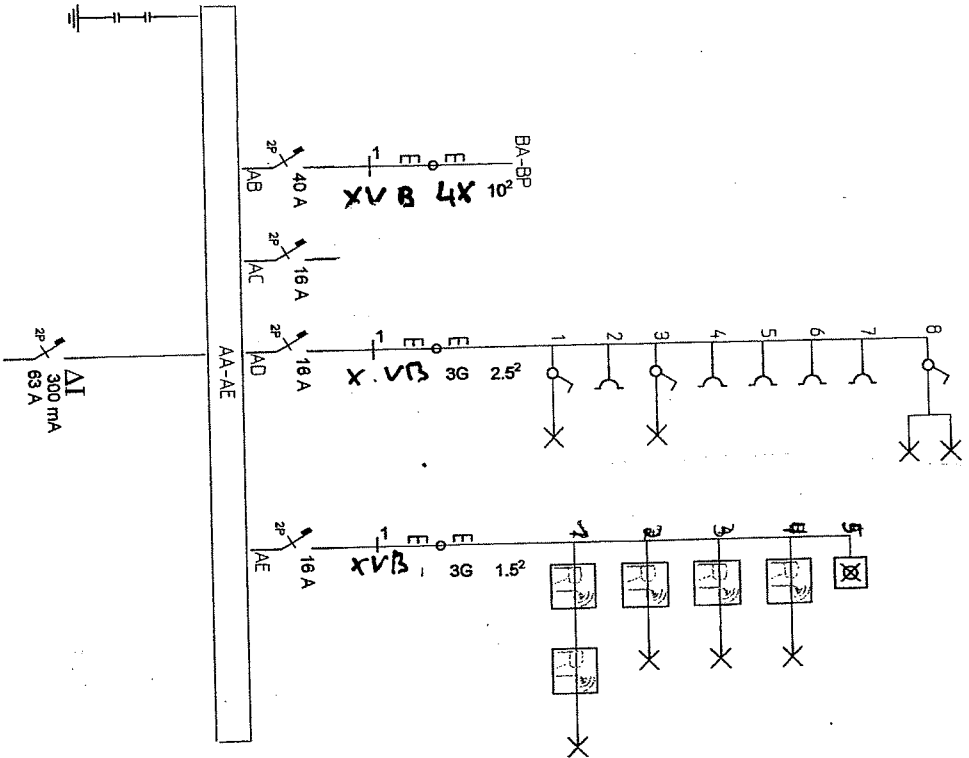 BA-BP
2P
40 A
AB
1
XVB 4X 10²
2P
16 A
AC
2P
16 A
AD
1
X.VB 3G 2.5²
1
2
3
4
5
6
7
8
AA-AE
2P
ΔI
300 mA
63 A
2P
16 A
AE
1
XVB 3G 1.5²
1
2
3
4
5